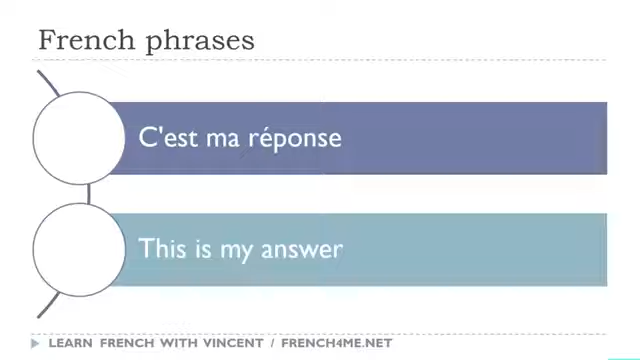 French phrases
C'est ma réponse
This is my answer
LEARN FRENCH WITH VINCENT / FRENCH4ME.NET